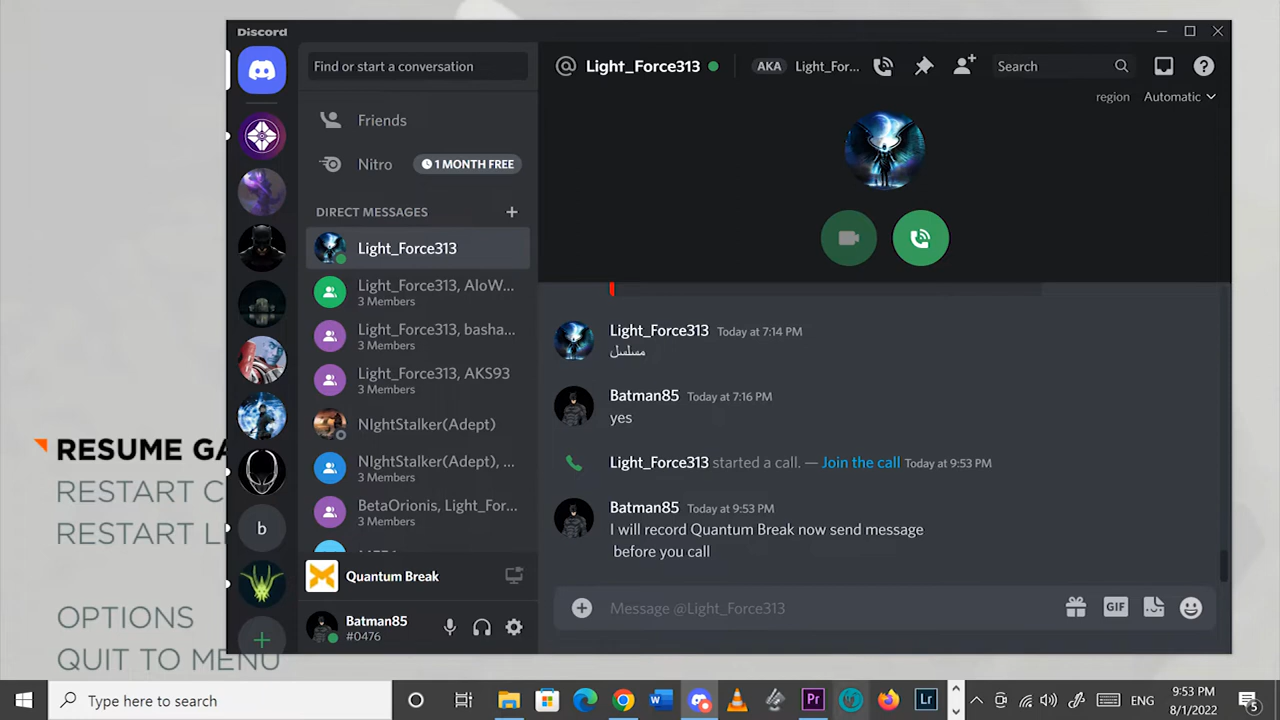 Discord
Find or start a conversation
Friends
Nitro
1 MONTH FREE
DIRECT MESSAGES
Light_Force313
Light_Force313, AloW...
3 Members
Light_Force313, basha...
3 Members
Light_Force313, AKS93
3 Members
NIghtStalker(Adept)
NIghtStalker(Adept), ...
3 Members
BetaOrionis, Light_For...
3 Members
b
Quantum Break
Batman85
#0476
Light_Force313
AKA
Light_For...
Search
region
Automatic
Light_Force313 Today at 7:14 PM
مسلسل
Batman85 Today at 7:16 PM
yes
Light_Force313 started a call. — Join the call Today at 9:53 PM
Batman85 Today at 9:53 PM
I will record Quantum Break now send message
before you call
Message @Light_Force313
GIF
RESUME GA
RESTART C
RESTART L
OPTIONS
QUIT TO MENU
Type here to search
W
Pr
Lr
ENG
9:53 PM
8/1/2022
5